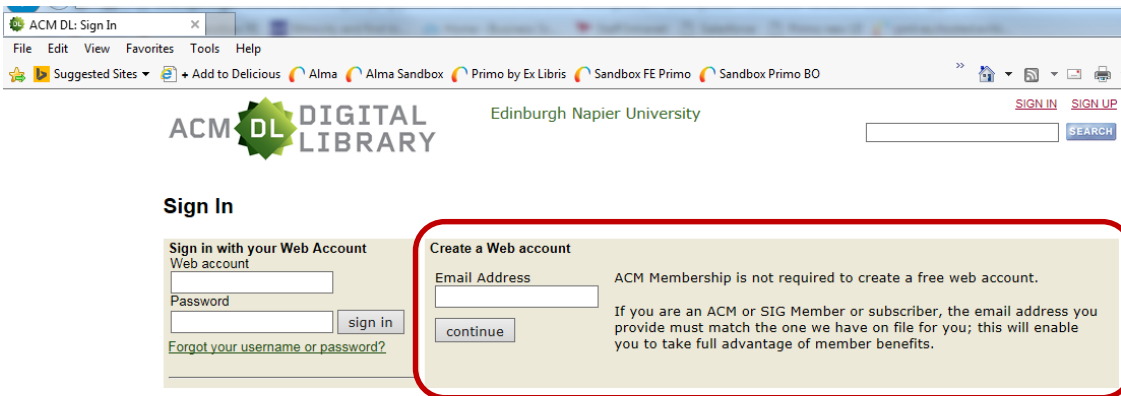 ACM DL: Sign In
File Edit View Favorites Tools Help
Suggested Sites + Add to Delicious Alma Alma Sandbox Primo by Ex Libris Sandbox FE Primo Sandbox Primo BO
ACM DL DIGITAL LIBRARY
Edinburgh Napier University
SIGN IN SIGN UP
SEARCH
Sign In
Sign in with your Web Account
Web account
Password
sign in
Forgot your username or password?
Create a Web account
Email Address
continue
ACM Membership is not required to create a free web account.
If you are an ACM or SIG Member or subscriber, the email address you
provide must match the one we have on file for you; this will enable
you to take full advantage of member benefits.